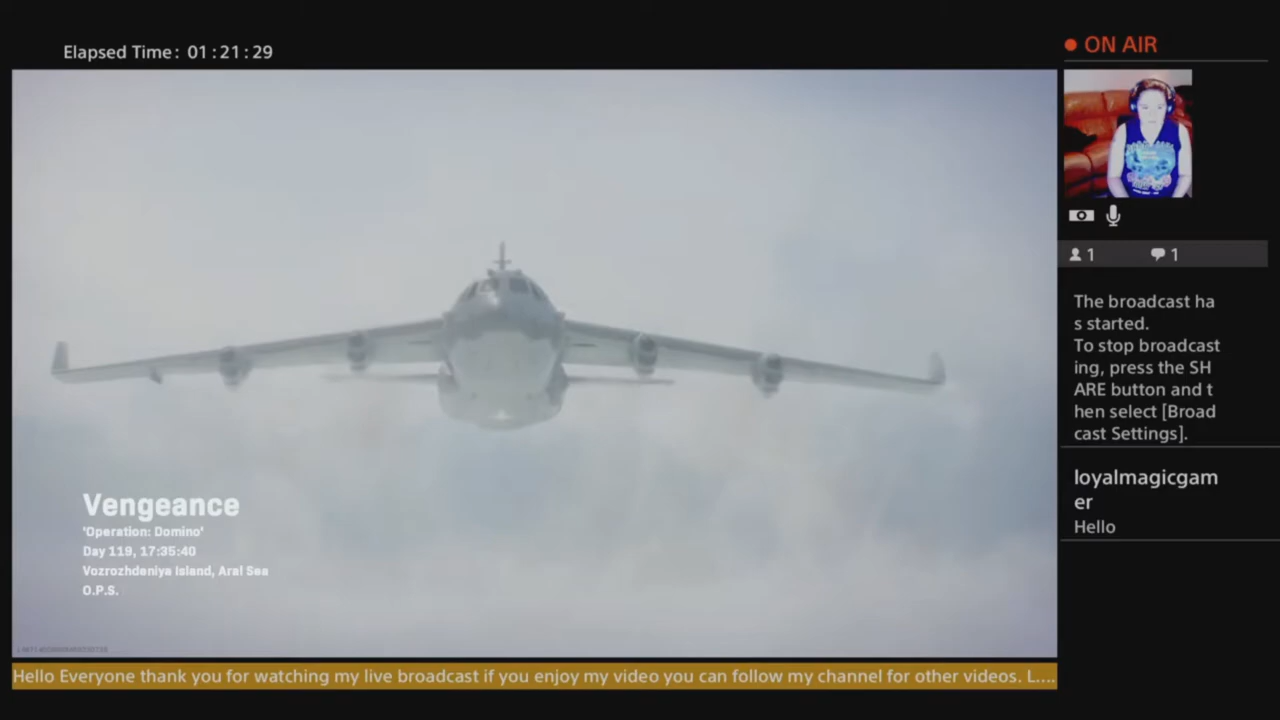 Elapsed Time: 01:21:29
ON AIR
1
1
The broadcast ha
s started.
To stop broadcast
ing, press the SH
ARE button and t
hen select [Broad
cast Settings].
loyalmagicgam
er
Hello
Vengeance
'Operation: Domino'
Day 119, 17:35:40
Vozrozhdeniya Island, Aral Sea
O.P.S.
Hello Everyone thank you for watching my live broadcast if you enjoy my video you can follow my channel for other videos. L....